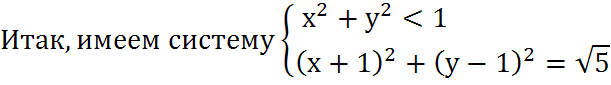 Итак, имеем систему { x² + y² < 1
(x + 1)² + (y − 1)² = √5